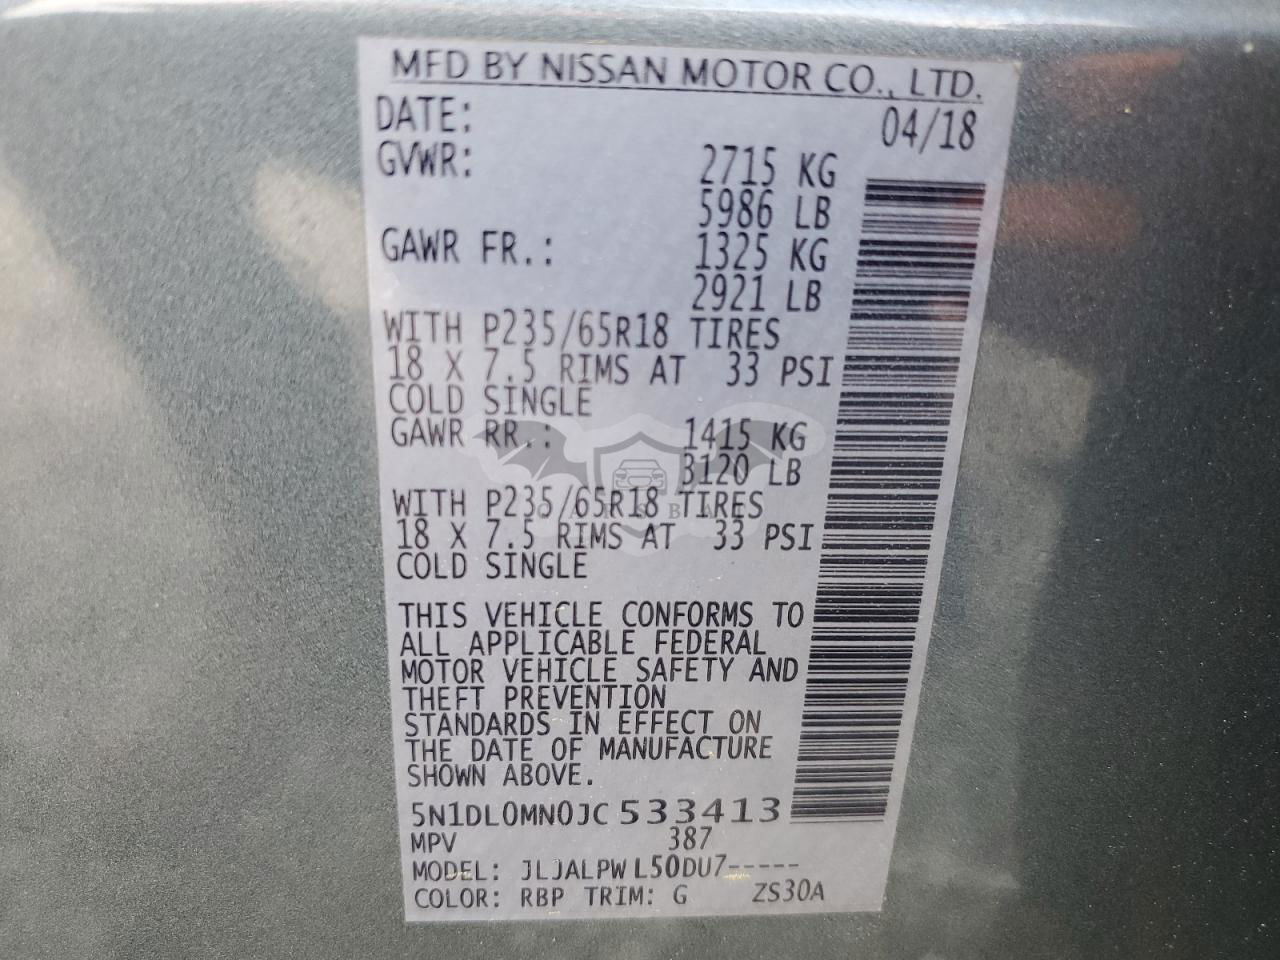 MFD BY NISSAN MOTOR CO., LTD.
DATE: 04/18
GVWR: 2715 KG
5986 LB
GAWR FR.: 1325 KG
2921 LB
WITH P235/65R18 TIRES
18 X 7.5 RIMS AT 33 PSI
COLD SINGLE
GAWR RR.: 1415 KG
3120 LB
WITH P235/65R18 TIRES
18 X 7.5 RIMS AT 33 PSI
COLD SINGLE
THIS VEHICLE CONFORMS TO
ALL APPLICABLE FEDERAL
MOTOR VEHICLE SAFETY AND
THEFT PREVENTION
STANDARDS IN EFFECT ON
THE DATE OF MANUFACTURE
SHOWN ABOVE.
5N1DL0MN0JC533413
MPV 387
MODEL: JLJALPW L50DU7-----
COLOR: RBP TRIM: G ZS30A